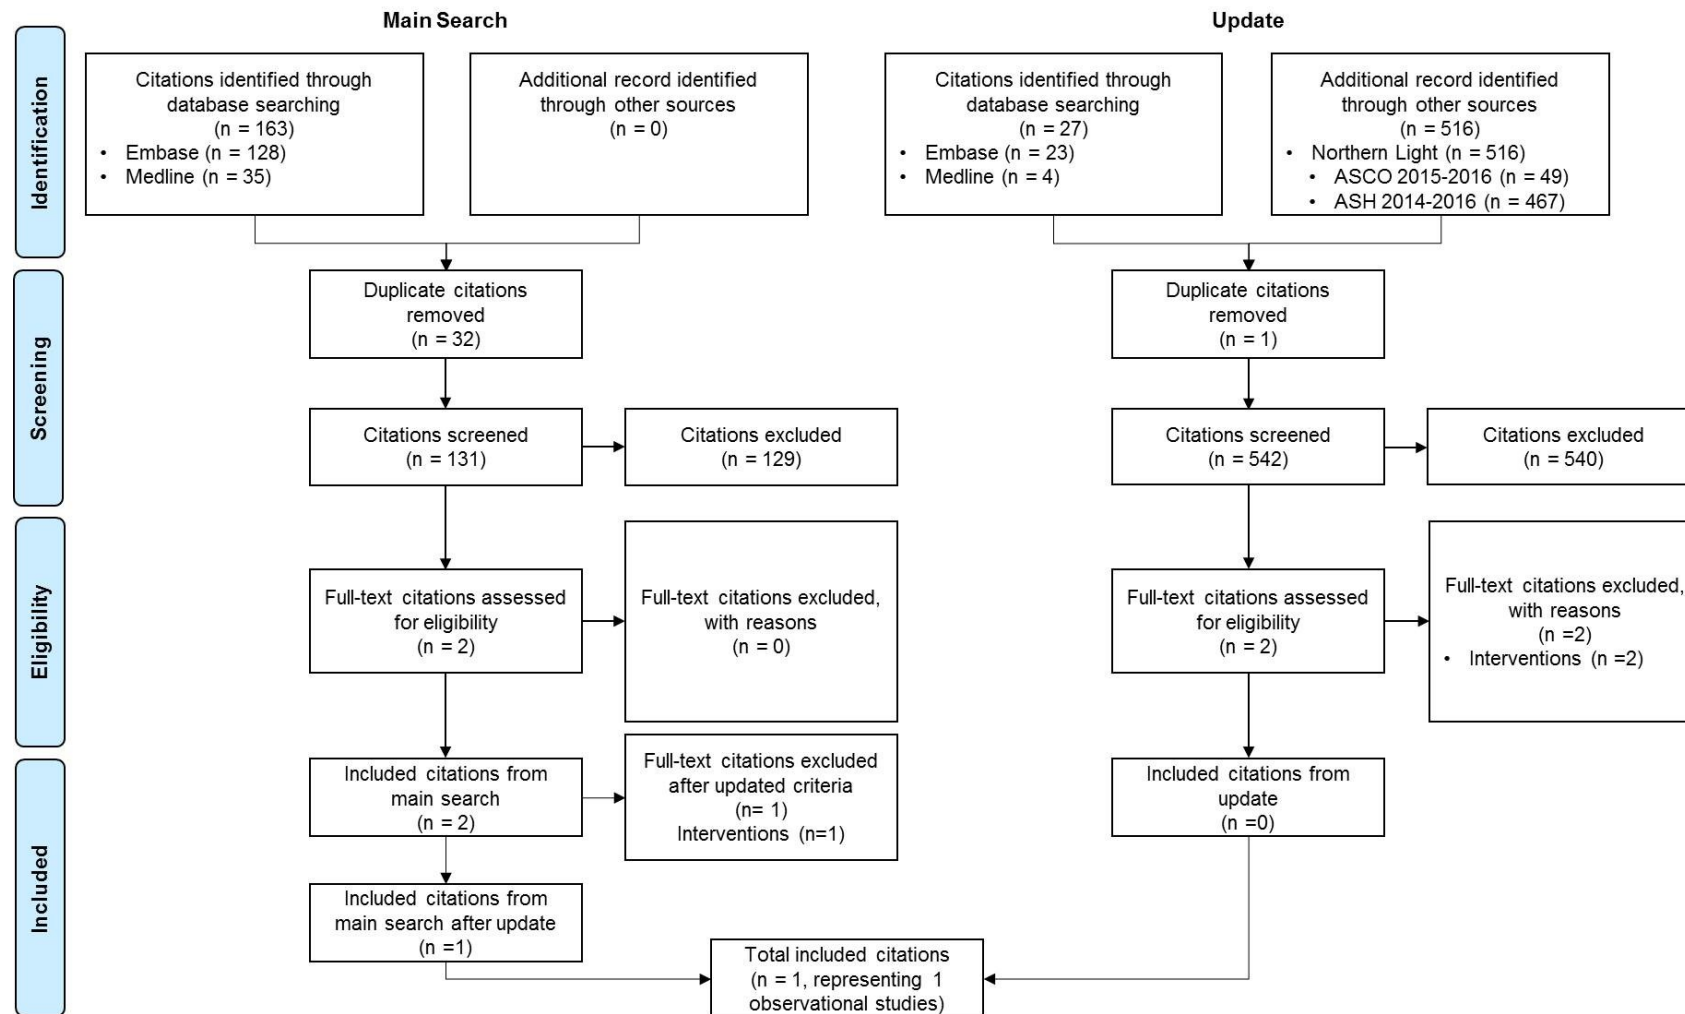 Main Search
Update
Identification
Citations identified through
database searching
(n = 163)
• Embase (n = 128)
• Medline (n = 35)
Additional record identified
through other sources
(n = 0)
Citations identified through
database searching
(n = 27)
• Embase (n = 23)
• Medline (n = 4)
Additional record identified
through other sources
(n = 516)
• Northern Light (n = 516)
• ASCO 2015-2016 (n = 49)
• ASH 2014-2016 (n = 467)
Screening
Duplicate citations
removed
(n = 32)
Duplicate citations
removed
(n = 1)
Citations screened
(n = 131)
Citations excluded
(n = 129)
Citations screened
(n = 542)
Citations excluded
(n = 540)
Eligibility
Full-text citations assessed
for eligibility
(n = 2)
Full-text citations excluded,
with reasons
(n = 0)
Full-text citations assessed
for eligibility
(n = 2)
Full-text citations excluded,
with reasons
(n =2)
• Interventions (n =2)
Included
Included citations from
main search
(n = 2)
Full-text citations excluded
after updated criteria
(n= 1)
Interventions (n=1)
Included citations from
update
(n =0)
Included citations from
main search after update
(n =1)
Total included citations
(n = 1, representing 1
observational studies)